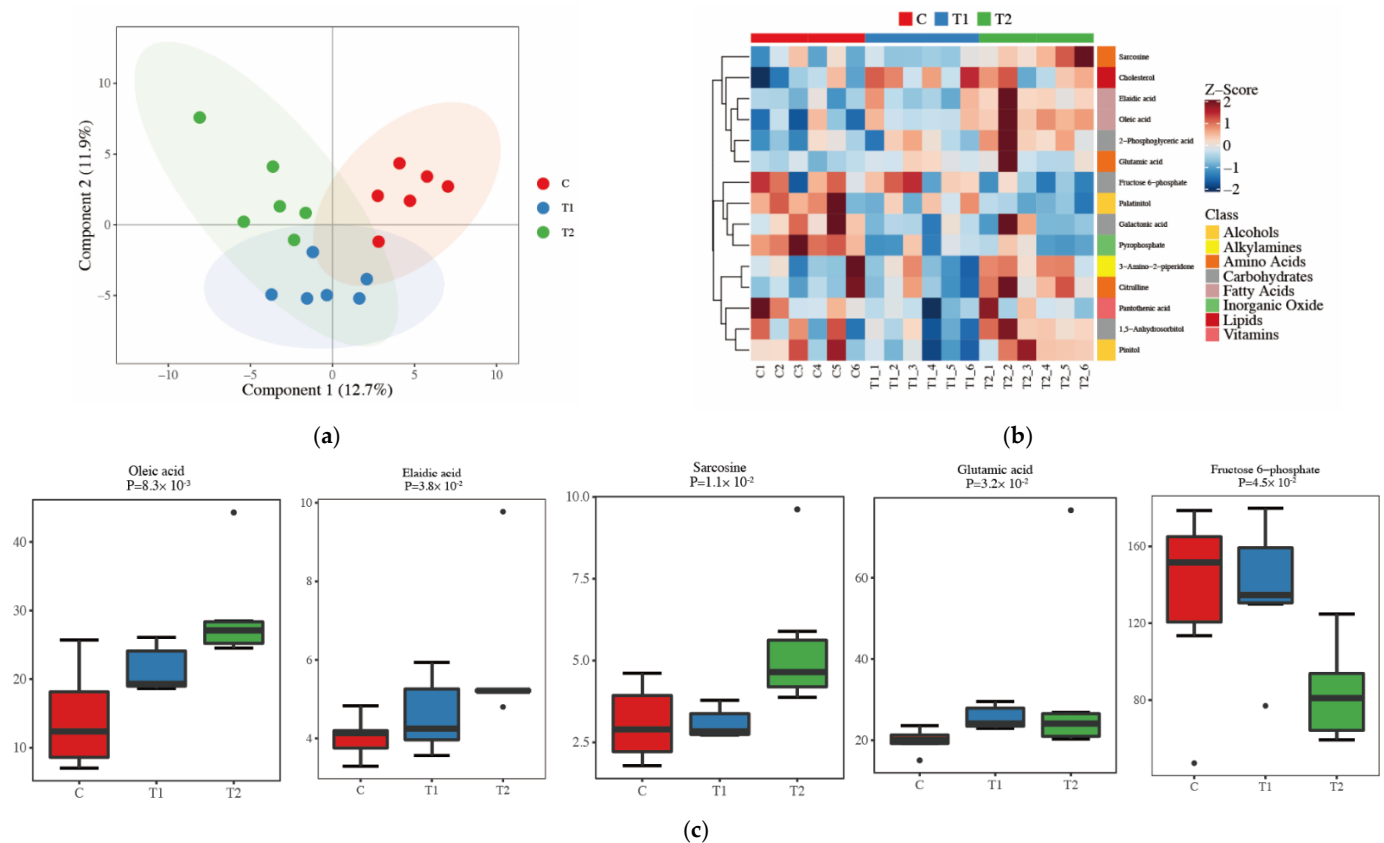 C T1 T2
10
5
0
−5
−10 −5 0 5 10
Component 1 (12.7%)
Component 2 (11.9%)
C
T1
T2
(a)
Sarcosine
Cholesterol
Elaidic acid
Oleic acid
2−Phosphoglyceric acid
Glutamic acid
Fructose 6−phosphate
Palatinitol
Galactonic acid
Pyrophosphate
3−Amino−2−piperidone
Citrulline
Pantothenic acid
1,5−Anhydrosorbitol
Pinitol
C1 C2 C3 C4 C5 C6 T1_1 T1_2 T1_3 T1_4 T1_5 T1_6 T2_1 T2_2 T2_3 T2_4 T2_5 T2_6
Z−Score
2
1
0
−1
−2
Class
Alcohols
Alkylamines
Amino Acids
Carbohydrates
Fatty Acids
Inorganic Oxide
Lipids
Vitamins
(b)
Oleic acid
P=8.3× 10-3
40
30
20
10
C T1 T2
Elaidic acid
P=3.8× 10-2
10
8
6
4
C T1 T2
Sarcosine
P=1.1× 10-2
10.0
7.5
5.0
2.5
C T1 T2
Glutamic acid
P=3.2× 10-2
60
40
20
C T1 T2
Fructose 6−phosphate
P=4.5× 10-2
160
120
80
C T1 T2
(c)